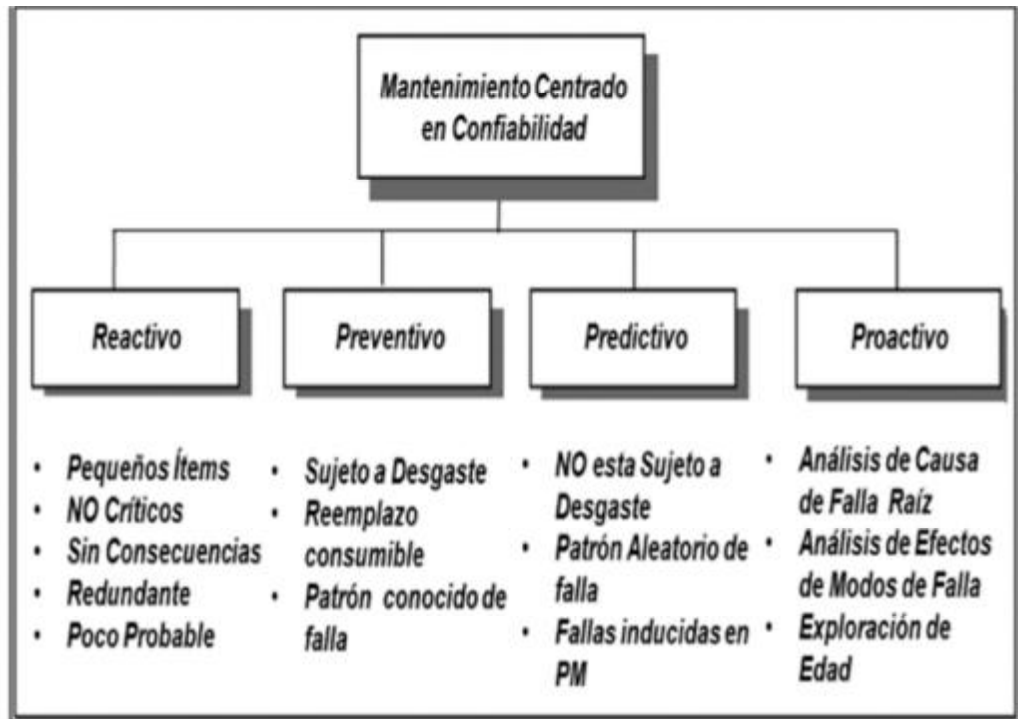 Mantenimiento Centrado
en Confiabilidad
Reactivo
Preventivo
Predictivo
Proactivo
• Pequeños Ítems
• NO Críticos
• Sin Consecuencias
• Redundante
• Poco Probable
• Sujeto a Desgaste
• Reemplazo
consumible
• Patrón conocido de
falla
• NO esta Sujeto a
Desgaste
• Patrón Aleatorio de
falla
• Fallas inducidas en
PM
• Análisis de Causa
de Falla Raíz
• Análisis de Efectos
de Modos de Falla
• Exploración de
Edad